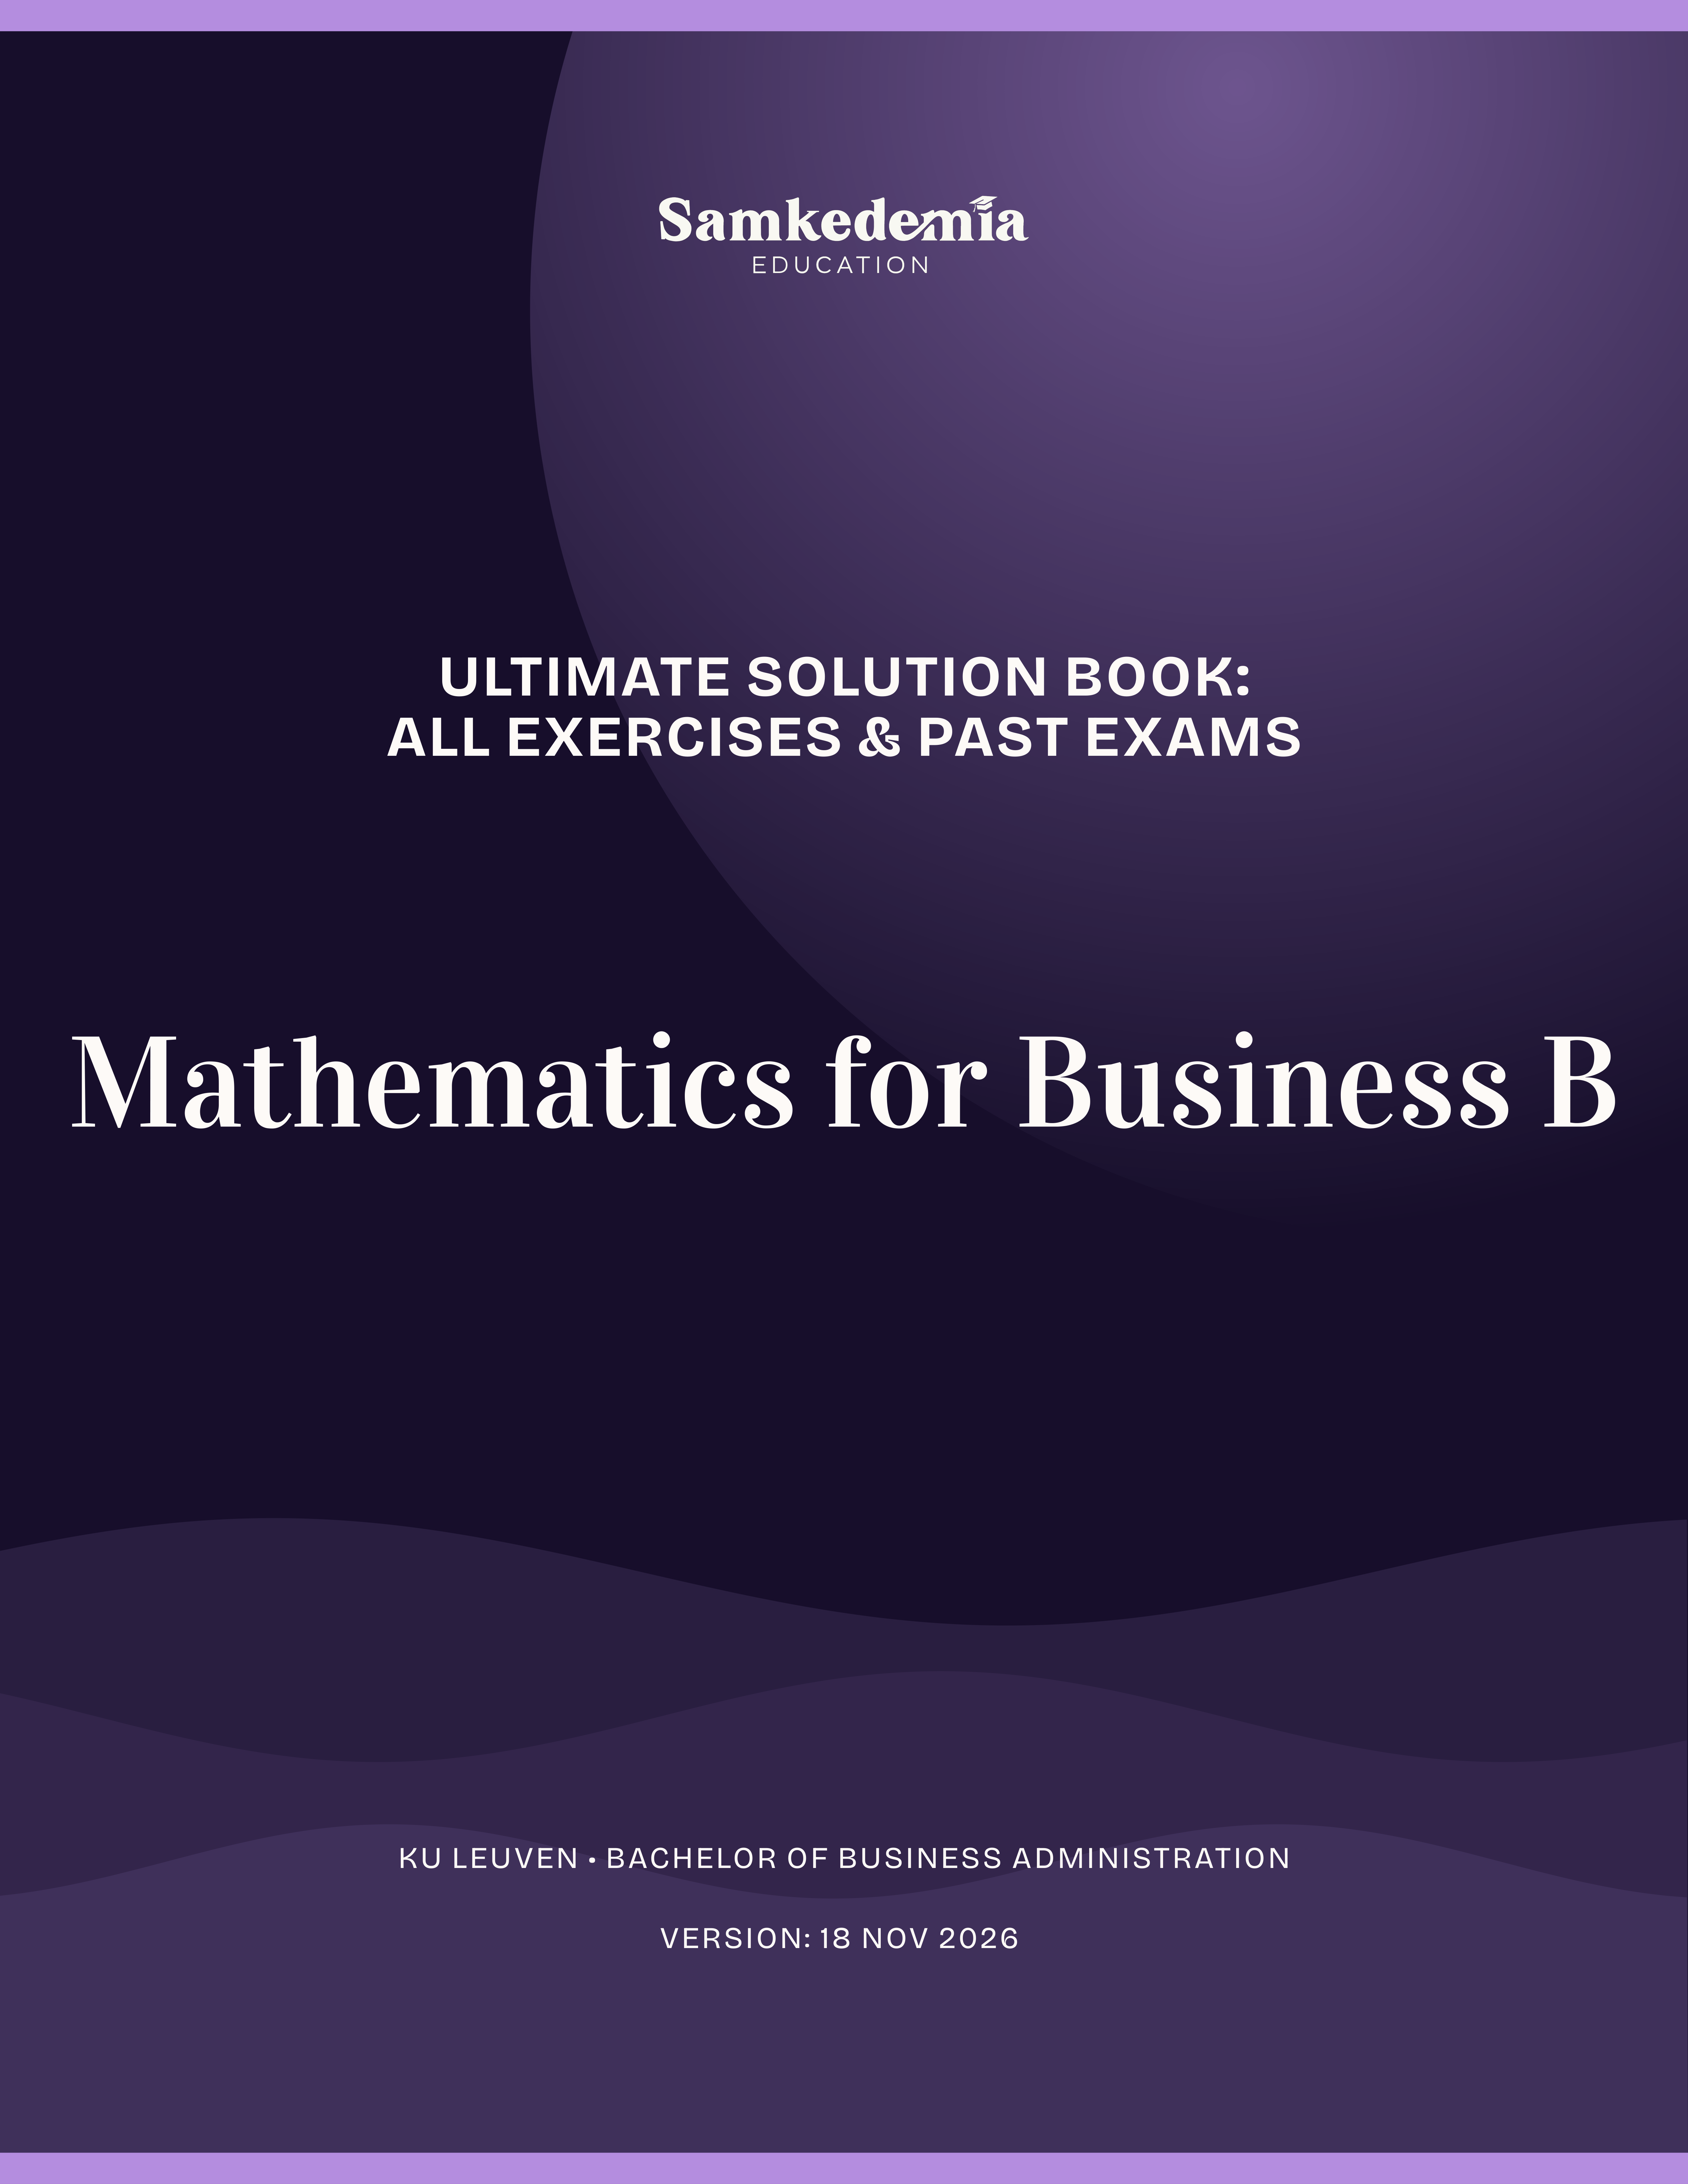 Samkedemia
EDUCATION
ULTIMATE SOLUTION BOOK:
ALL EXERCISES & PAST EXAMS
Mathematics for Business B
KU LEUVEN • BACHELOR OF BUSINESS ADMINISTRATION
VERSION: 18 NOV 2026